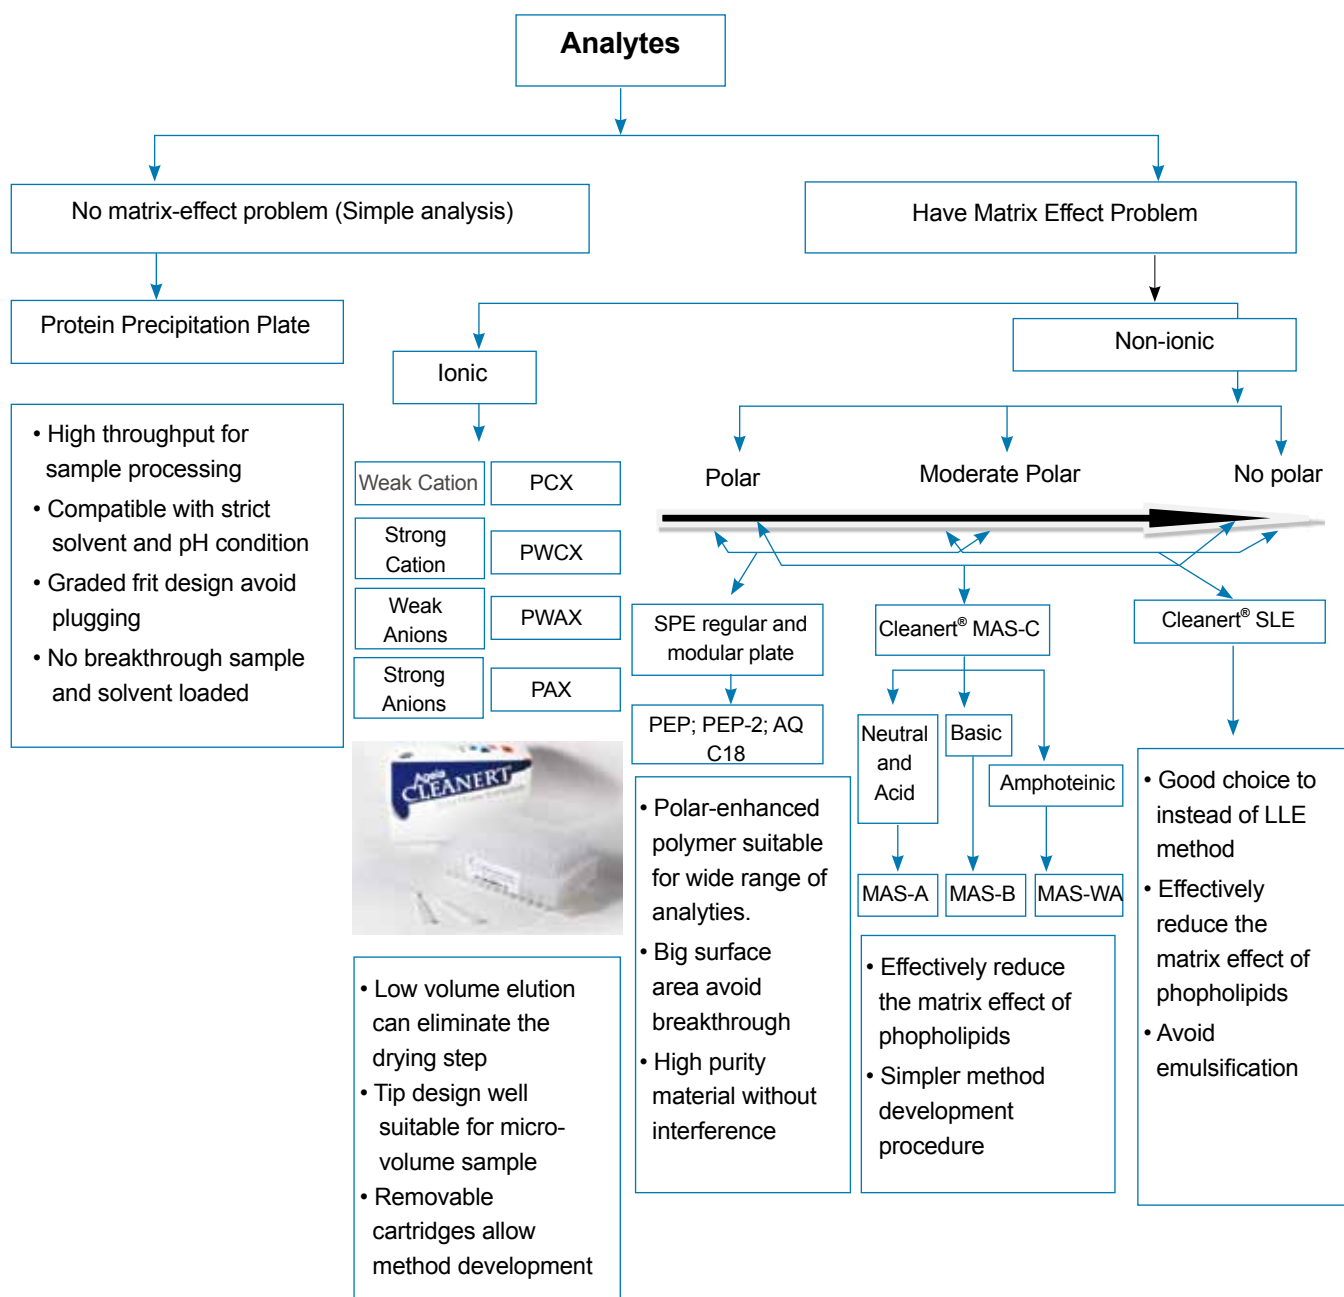 Analytes
No matrix-effect problem (Simple analysis)
Have Matrix Effect Problem
Protein Precipitation Plate
Non-ionic
Ionic
• High throughput for
sample processing
• Compatible with strict
solvent and pH condition
• Graded frit design avoid
plugging
• No breakthrough sample
and solvent loaded
Weak Cation
PCX
Strong
Cation
PWCX
Weak
Anions
PWAX
Strong
Anions
PAX
Agela
CLEANERT
• Low volume elution
can eliminate the
drying step
• Tip design well
suitable for micro-
volume sample
• Removable
cartridges allow
method development
Polar
Moderate Polar
No polar
SPE regular and
modular plate
PEP; PEP-2; AQ
C18
• Polar-enhanced
polymer suitable
for wide range of
analyties.
• Big surface
area avoid
breakthrough
• High purity
material without
interference
Cleanert® MAS-C
Neutral
and
Acid
Basic
Amphoteinic
MAS-A
MAS-B
MAS-WA
• Effectively reduce
the matrix effect of
phopholipids
• Simpler method
development
procedure
Cleanert® SLE
• Good choice to
instead of LLE
method
• Effectively
reduce the
matrix effect of
phopholipids
• Avoid
emulsification